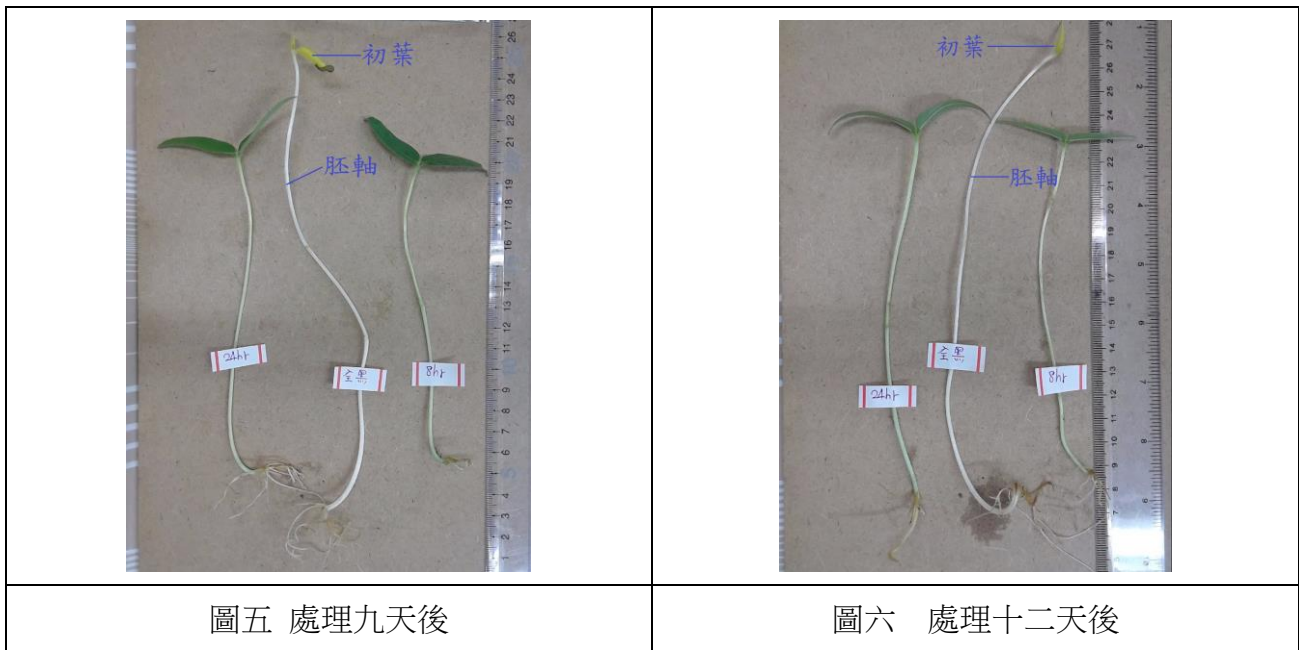 初葉
胚軸
24hr
全黑
8hr
初葉
胚軸
全黑
24hr
8hr
圖五 處理九天後
圖六 處理十二天後